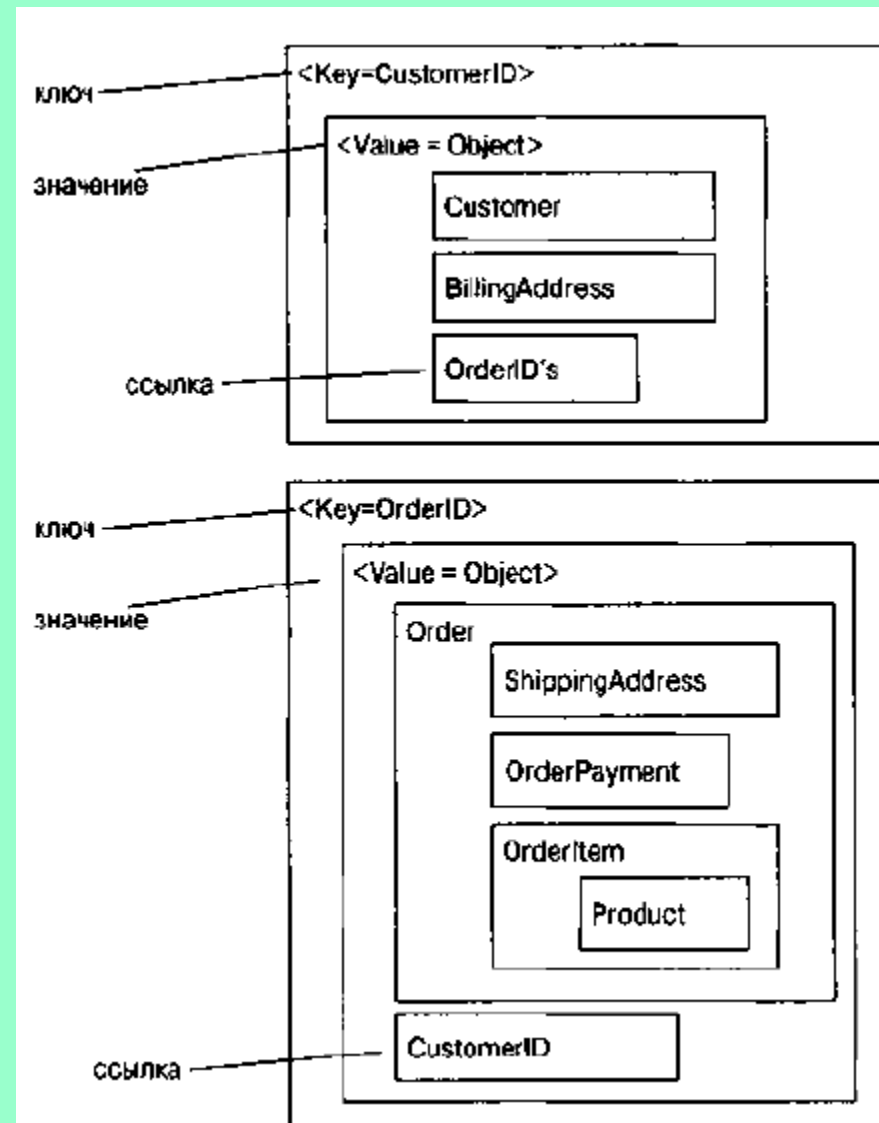 ключ
<Key=CustomerID>
значение
<Value = Object>
Customer
BillingAddress
ссылка
OrderID's
ключ
<Key=OrderID>
значение
<Value = Object>
Order
ShippingAddress
OrderPayment
OrderItem
Product
ссылка
CustomerID